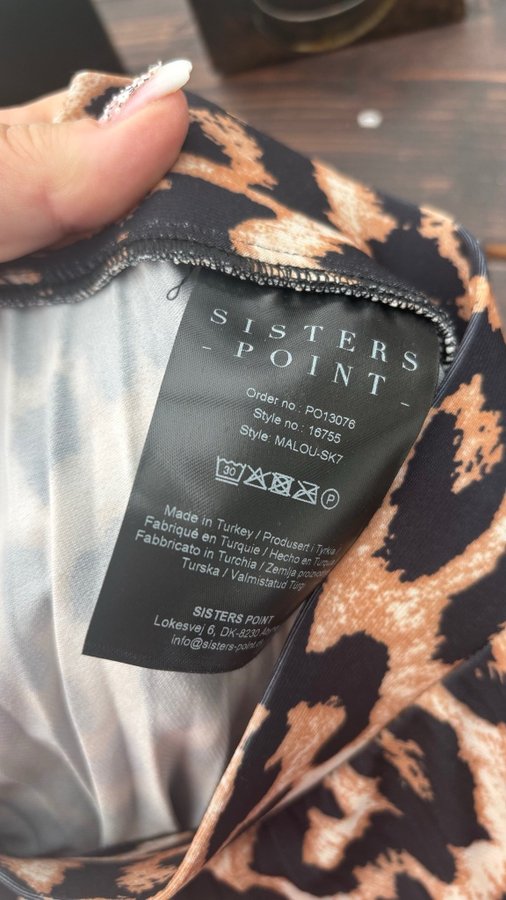 SISTERS
- POINT -
Order no.: PO13076
Style no.: 16755
Style: MALOU-SK7
30 P
Made in Turkey / Produsert i Tyrkia
Fabriqué en Turquie / Hecho en
Fabbricato in Turchia / Zemlja
Turska / Valmistatud
SISTERS POINT
Lokesvej 6, DK-8230
info@sisters-point